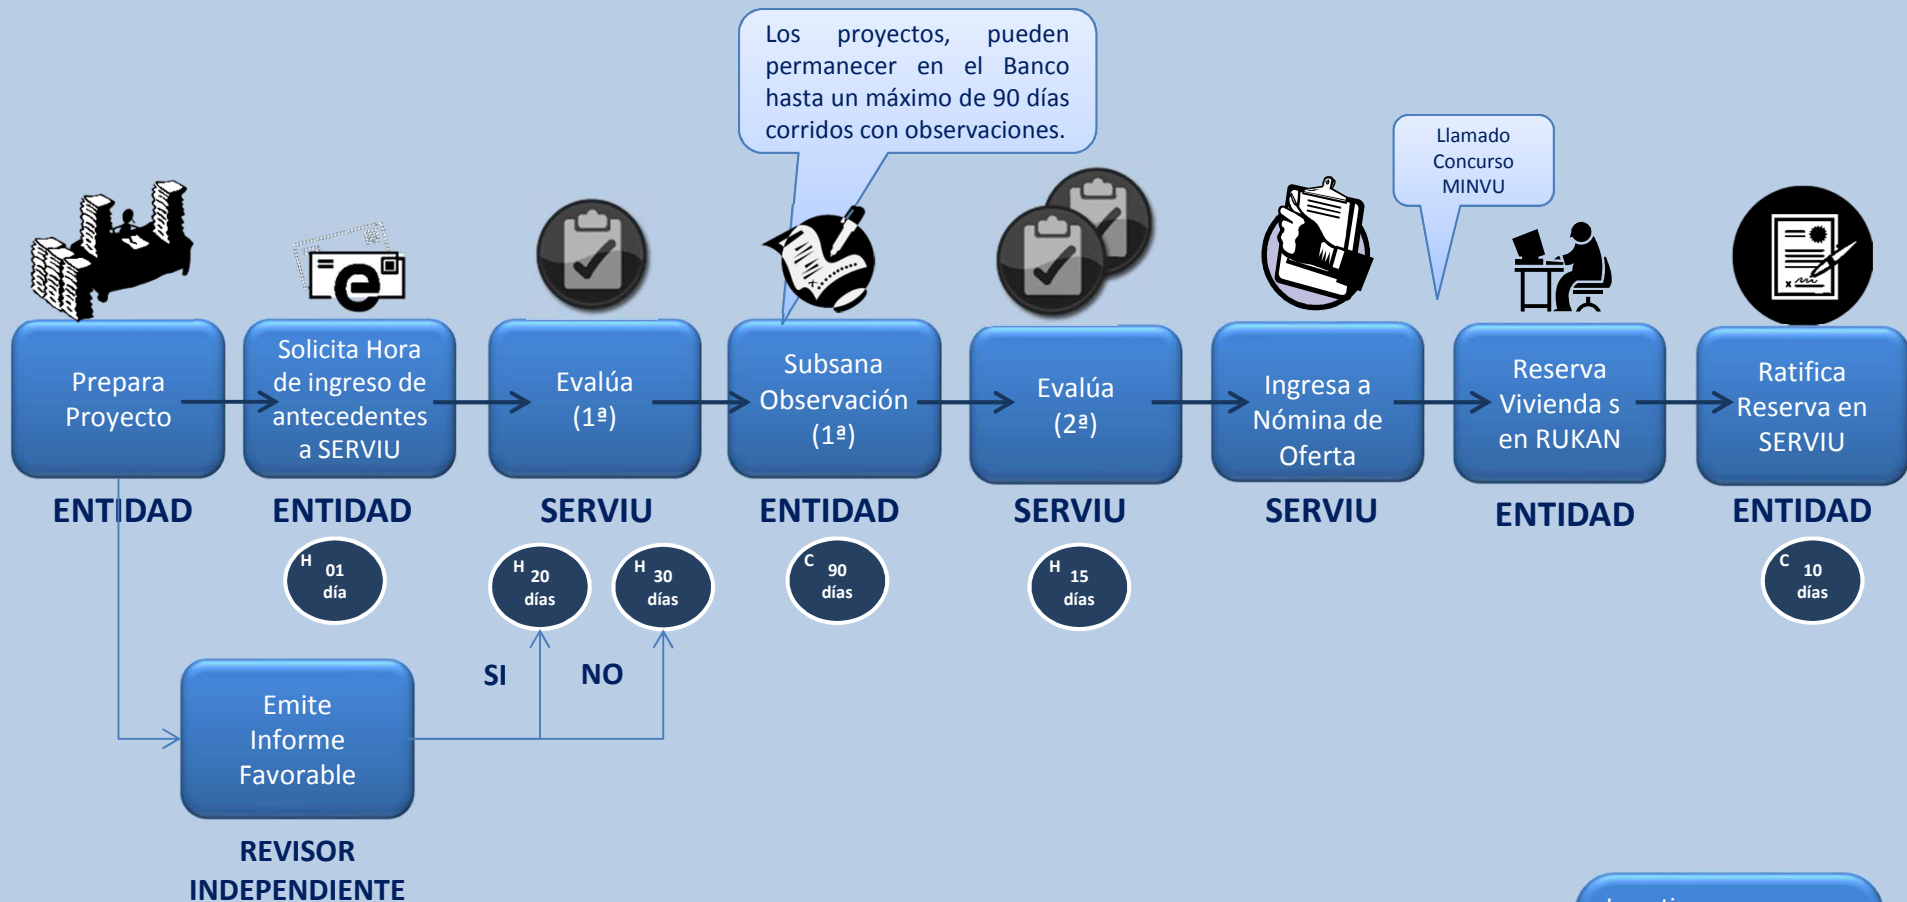 Los proyectos, pueden
permanecer en el Banco
hasta un máximo de 90 días
corridos con observaciones.
Llamado
Concurso
MINVU
Prepara
Proyecto
ENTIDAD
Solicita Hora
de ingreso de
antecedentes
a SERVIU
ENTIDAD
H 01
día
Evalúa
(1ª)
SERVIU
H 20
días
H 30
días
Subsana
Observación
(1ª)
ENTIDAD
C 90
días
Evalúa
(2ª)
SERVIU
H 15
días
Ingresa a
Nómina de
Oferta
SERVIU
Reserva
Vivienda s
en RUKAN
ENTIDAD
Ratifica
Reserva en
SERVIU
ENTIDAD
C 10
días
SI
NO
Emite
Informe
Favorable
REVISOR
INDEPENDIENTE